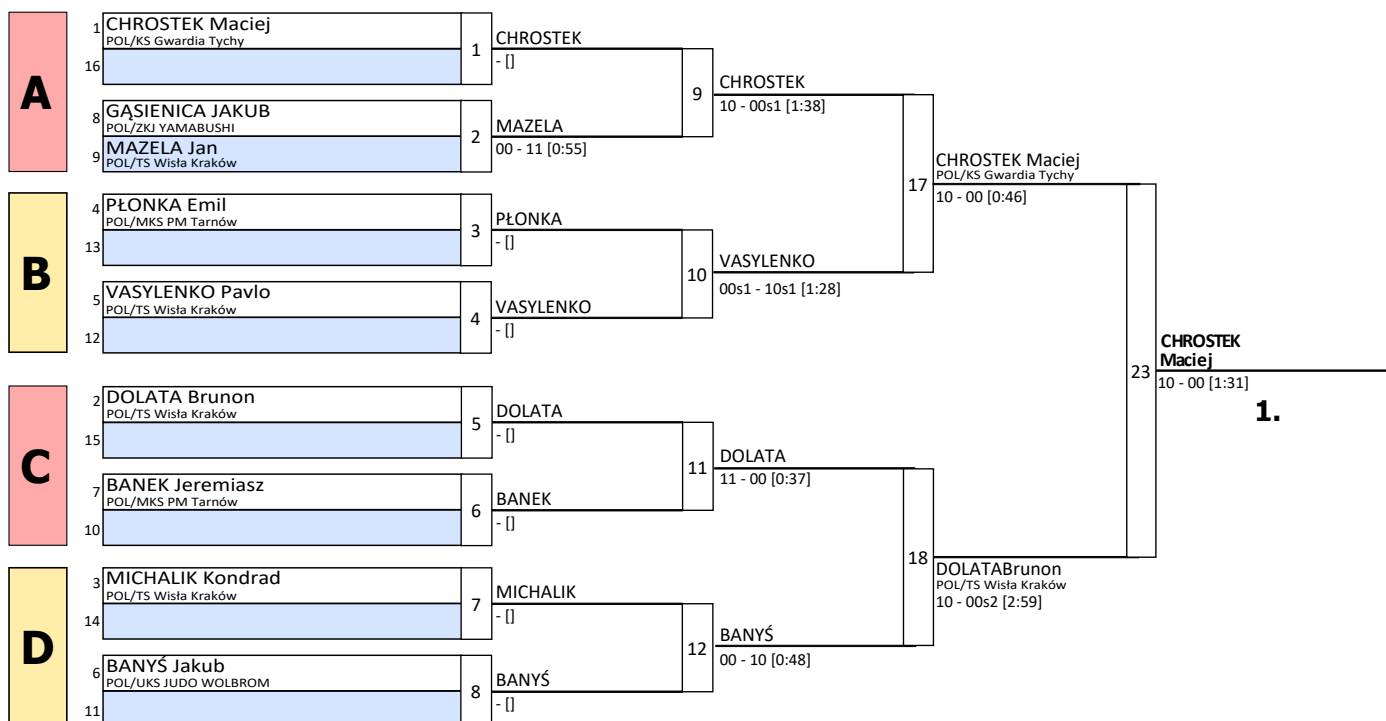 A
1 CHROSTEK Maciej
POL/KS Gwardia Tychy
16
1
CHROSTEK
- []
8 GĄSIENICA JAKUB
POL/ZKJ YAMABUSHI
9 MAZELA Jan
POL/TS Wisła Kraków
2
MAZELA
00 - 11 [0:55]
9
CHROSTEK
10 - 00s1 [1:38]
B
4 PŁONKA Emil
POL/MKS PM Tarnów
13
3
PŁONKA
- []
5 VASYLENKO Pavlo
POL/TS Wisła Kraków
12
4
VASYLENKO
- []
10
VASYLENKO
00s1 - 10s1 [1:28]
17
CHROSTEK Maciej
POL/KS Gwardia Tychy
10 - 00 [0:46]
C
2 DOLATA Brunon
POL/TS Wisła Kraków
15
5
DOLATA
- []
7 BANEK Jeremiasz
POL/MKS PM Tarnów
10
6
BANEK
- []
11
DOLATA
11 - 00 [0:37]
D
3 MICHALIK Kondrad
POL/TS Wisła Kraków
14
7
MICHALIK
- []
6 BANYŚ Jakub
POL/UKS JUDO WOLBROM
11
8
BANYŚ
- []
12
BANYŚ
00 - 10 [0:48]
18
DOLATABrunon
POL/TS Wisła Kraków
10 - 00s2 [2:59]
23
CHROSTEK
Maciej
10 - 00 [1:31]
1.